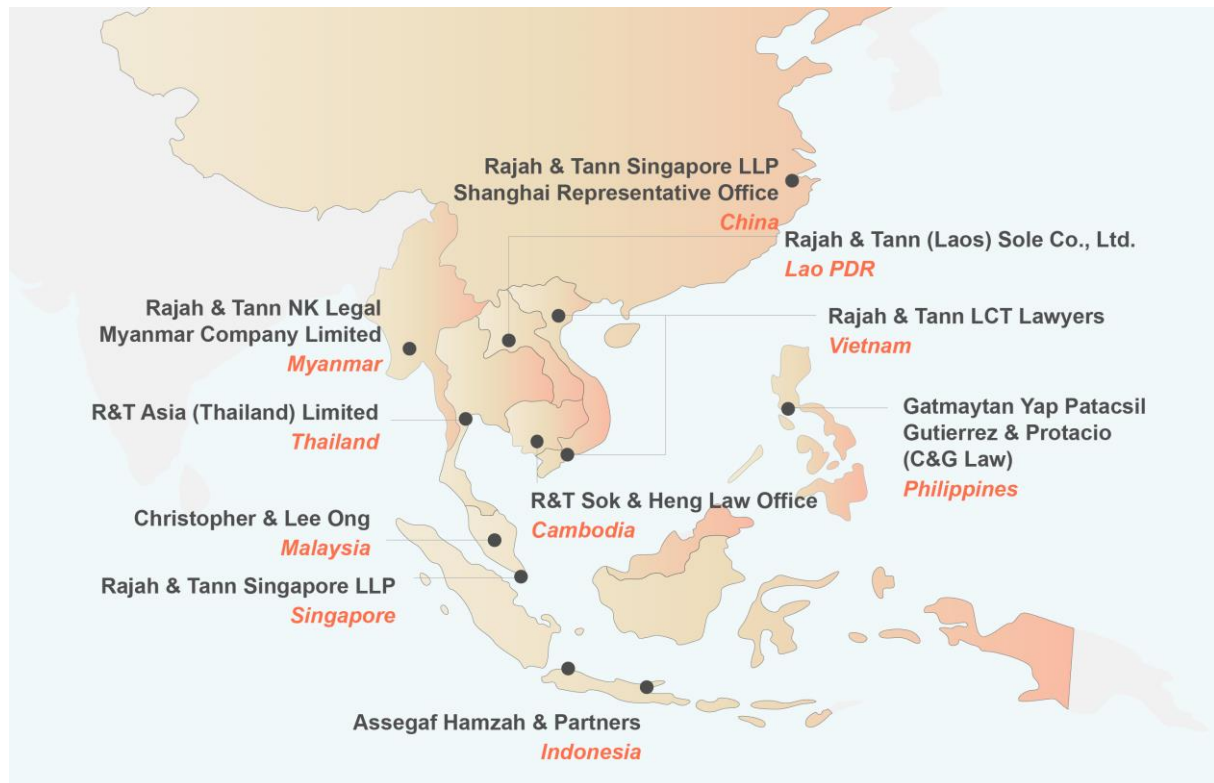 Rajah & Tann Singapore LLP
Shanghai Representative Office
China
Rajah & Tann (Laos) Sole Co., Ltd.
Lao PDR
Rajah & Tann NK Legal
Myanmar Company Limited
Myanmar
Rajah & Tann LCT Lawyers
Vietnam
R&T Asia (Thailand) Limited
Thailand
Gatmaytan Yap Patacsil
Gutierrez & Protacio
(C&G Law)
Philippines
R&T Sok & Heng Law Office
Cambodia
Christopher & Lee Ong
Malaysia
Rajah & Tann Singapore LLP
Singapore
Assegaf Hamzah & Partners
Indonesia